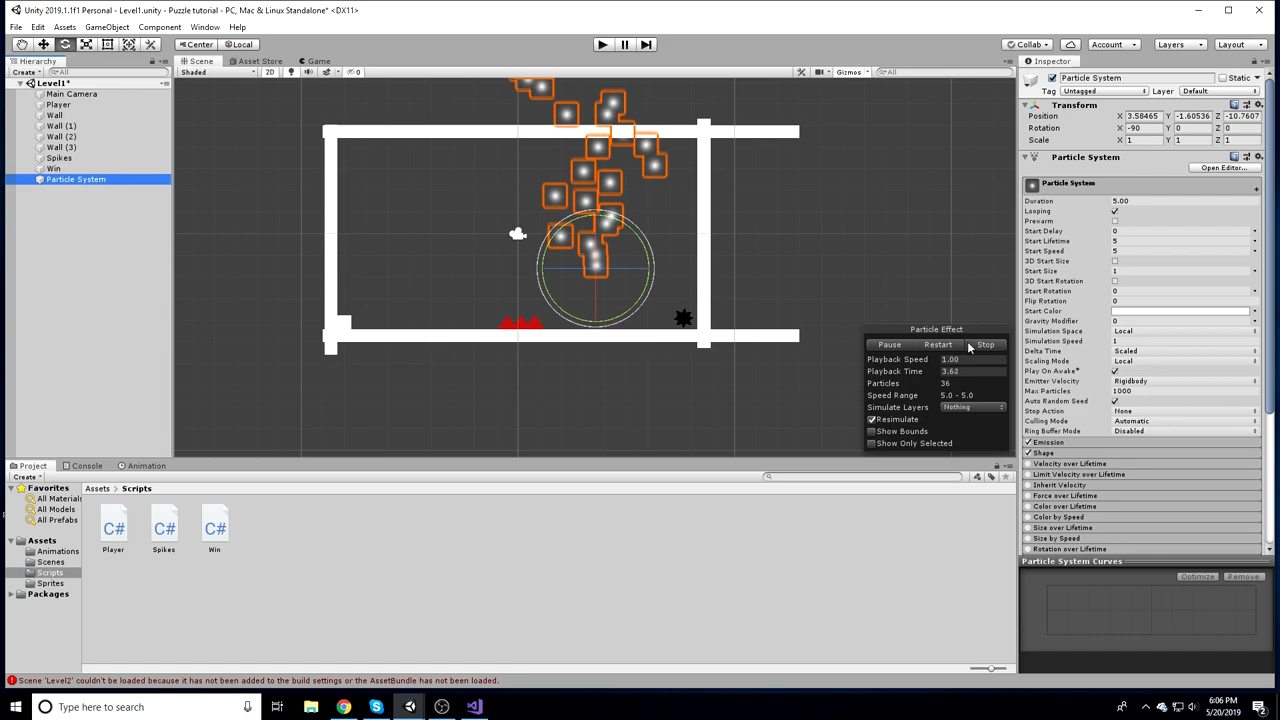 Unity 2019.1.1f1 Personal - Level1.unity - Puzzle tutorial - PC, Mac & Linux Standalone* <DX11>
File Edit Assets GameObject Component Window Help
Center Local Collab Account Layers Layout
Hierarchy
Create All
Level1*
Main Camera
Player
Wall
Wall (1)
Wall (2)
Wall (3)
Spikes
Win
Particle System
Scene Asset Store Game
Shaded 2D 0 Gizmos All
Particle Effect
Pause Restart Stop
Playback Speed 1.00
Playback Time 3.62
Particles 36
Speed Range 5.0 - 5.0
Simulate Layers Nothing
Resimulate
Show Bounds
Show Only Selected
Inspector
Particle System Static
Tag Untagged Layer Default
Transform
Position X 3.58465 Y -1.60536 Z -10.7607
Rotation X -90 Y 0 Z 0
Scale X 1 Y 1 Z 1
Particle System
Open Editor...
Particle System
Duration 5.00
Looping
Prewarm
Start Delay 0
Start Lifetime 5
Start Speed 5
3D Start Size
Start Size 1
3D Start Rotation
Start Rotation 0
Flip Rotation 0
Start Color
Gravity Modifier 0
Simulation Space Local
Simulation Speed 1
Delta Time Scaled
Scaling Mode Local
Play On Awake*
Emitter Velocity Rigidbody
Max Particles 1000
Auto Random Seed
Stop Action None
Culling Mode Automatic
Ring Buffer Mode Disabled
Emission
Shape
Velocity over Lifetime
Limit Velocity over Lifetime
Inherit Velocity
Force over Lifetime
Color over Lifetime
Color by Speed
Size over Lifetime
Size by Speed
Rotation over Lifetime
Particle System Curves
Optimize Remove
Project Console Animation
Create
Favorites
All Materials
All Models
All Prefabs
Assets
Animations
Scenes
Scripts
Sprites
Packages
Assets Scripts
C# C# C#
Player Spikes Win
Scene 'Level2' couldn't be loaded because it has not been added to the build settings or the AssetBundle has not been loaded.
Type here to search
6:06 PM
5/20/2019
2